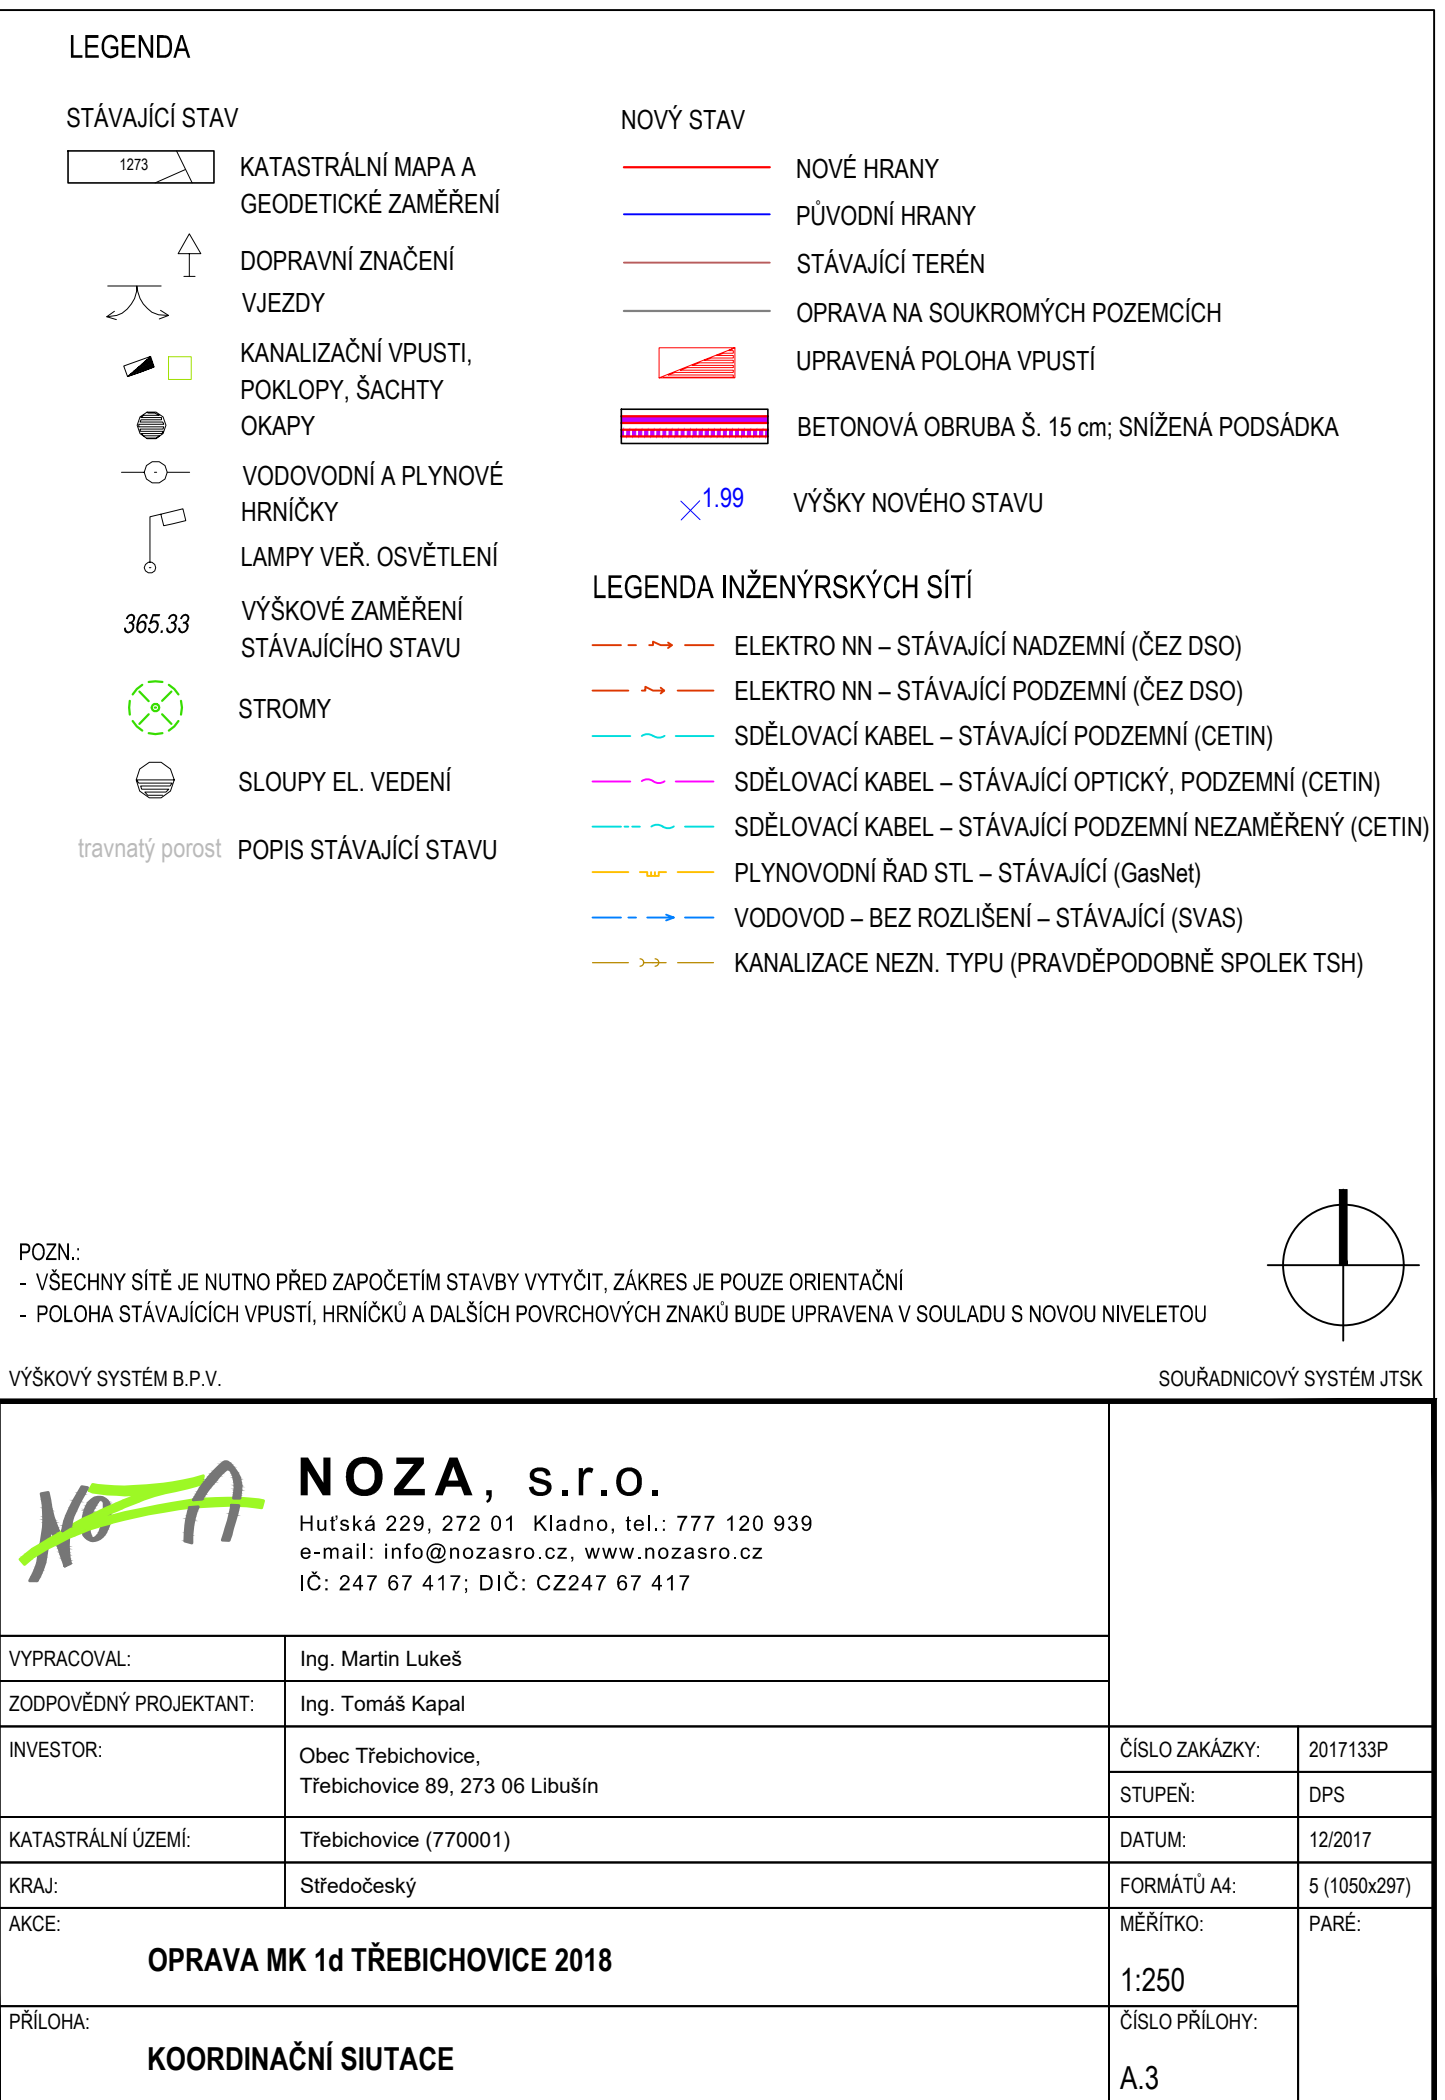 LEGENDA
STÁVAJÍCÍ STAV
1273
KATASTRÁLNÍ MAPA A
GEODETICKÉ ZAMĚŘENÍ
DOPRAVNÍ ZNAČENÍ
VJEZDY
KANALIZAČNÍ VPUSTI,
POKLOPY, ŠACHTY
OKAPY
VODOVODNÍ A PLYNOVÉ
HRNÍČKY
LAMPY VEŘ. OSVĚTLENÍ
365.33
VÝŠKOVÉ ZAMĚŘENÍ
STÁVAJÍCÍHO STAVU
STROMY
SLOUPY EL. VEDENÍ
travnatý porost POPIS STÁVAJÍCÍ STAVU
NOVÝ STAV
NOVÉ HRANY
PŮVODNÍ HRANY
STÁVAJÍCÍ TERÉN
OPRAVA NA SOUKROMÝCH POZEMCÍCH
UPRAVENÁ POLOHA VPUSTÍ
BETONOVÁ OBRUBA Š. 15 cm; SNÍŽENÁ PODSÁDKA
1.99 VÝŠKY NOVÉHO STAVU
LEGENDA INŽENÝRSKÝCH SÍTÍ
ELEKTRO NN – STÁVAJÍCÍ NADZEMNÍ (ČEZ DSO)
ELEKTRO NN – STÁVAJÍCÍ PODZEMNÍ (ČEZ DSO)
SDĚLOVACÍ KABEL – STÁVAJÍCÍ PODZEMNÍ (CETIN)
SDĚLOVACÍ KABEL – STÁVAJÍCÍ OPTICKÝ, PODZEMNÍ (CETIN)
SDĚLOVACÍ KABEL – STÁVAJÍCÍ PODZEMNÍ NEZAMĚŘENÝ (CETIN)
PLYNOVODNÍ ŘAD STL – STÁVAJÍCÍ (GasNet)
VODOVOD – BEZ ROZLIŠENÍ – STÁVAJÍCÍ (SVAS)
KANALIZACE NEZN. TYPU (PRAVDĚPODOBNĚ SPOLEK TSH)
POZN.:
- VŠECHNY SÍTĚ JE NUTNO PŘED ZAPOČETÍM STAVBY VYTYČIT, ZÁKRES JE POUZE ORIENTAČNÍ
- POLOHA STÁVAJÍCÍCH VPUSTÍ, HRNÍČKŮ A DALŠÍCH POVRCHOVÝCH ZNAKŮ BUDE UPRAVENA V SOULADU S NOVOU NIVELETOU
VÝŠKOVÝ SYSTÉM B.P.V.
SOUŘADNICOVÝ SYSTÉM JTSK
NOZA
NOZA, s.r.o.
Huťská 229, 272 01 Kladno, tel.: 777 120 939
e-mail: info@nozasro.cz, www.nozasro.cz
IČ: 247 67 417; DIČ: CZ247 67 417
VYPRACOVAL: Ing. Martin Lukeš
ZODPOVĚDNÝ PROJEKTANT: Ing. Tomáš Kapal
INVESTOR: Obec Třebichovice,
Třebichovice 89, 273 06 Libušín
ČÍSLO ZAKÁZKY: 2017133P
STUPEŇ: DPS
KATASTRÁLNÍ ÚZEMÍ: Třebichovice (770001)
DATUM: 12/2017
KRAJ: Středočeský
FORMÁTŮ A4: 5 (1050x297)
AKCE:
OPRAVA MK 1d TŘEBICHOVICE 2018
MĚŘÍTKO:
1:250
PARÉ:
PŘÍLOHA:
KOORDINAČNÍ SIUTACE
ČÍSLO PŘÍLOHY:
A.3